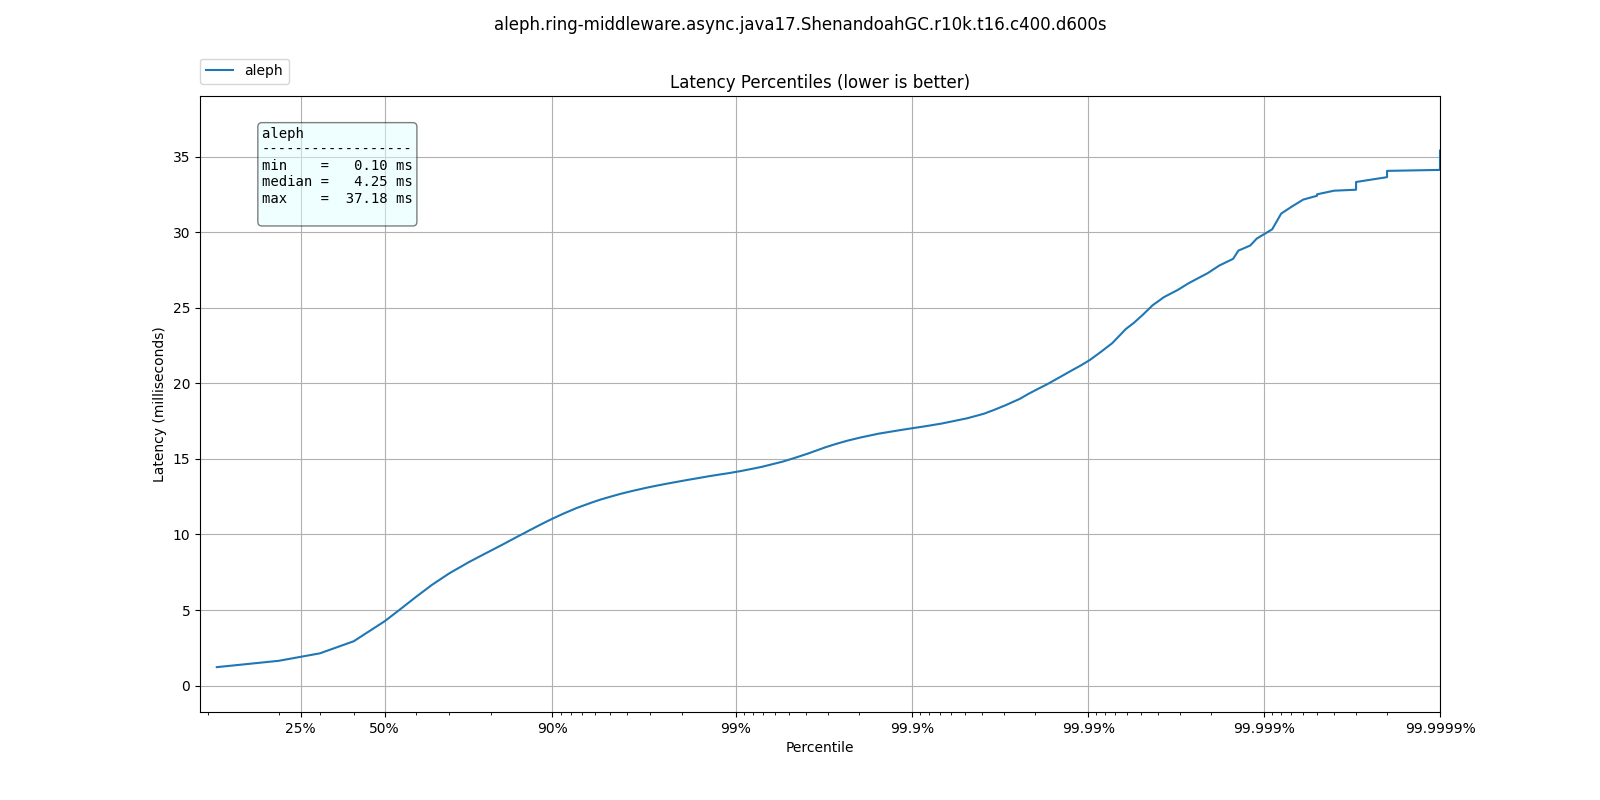 aleph.ring-middleware.async.java17.ShenandoahGC.r10k.t16.c400.d600s
aleph
Latency Percentiles (lower is better)
aleph
------------------
min    =   0.10 ms
median =   4.25 ms
max    =  37.18 ms
35
30
25
20
15
10
5
0
Latency (milliseconds)
25% 50% 90% 99% 99.9% 99.99% 99.999% 99.9999%
Percentile